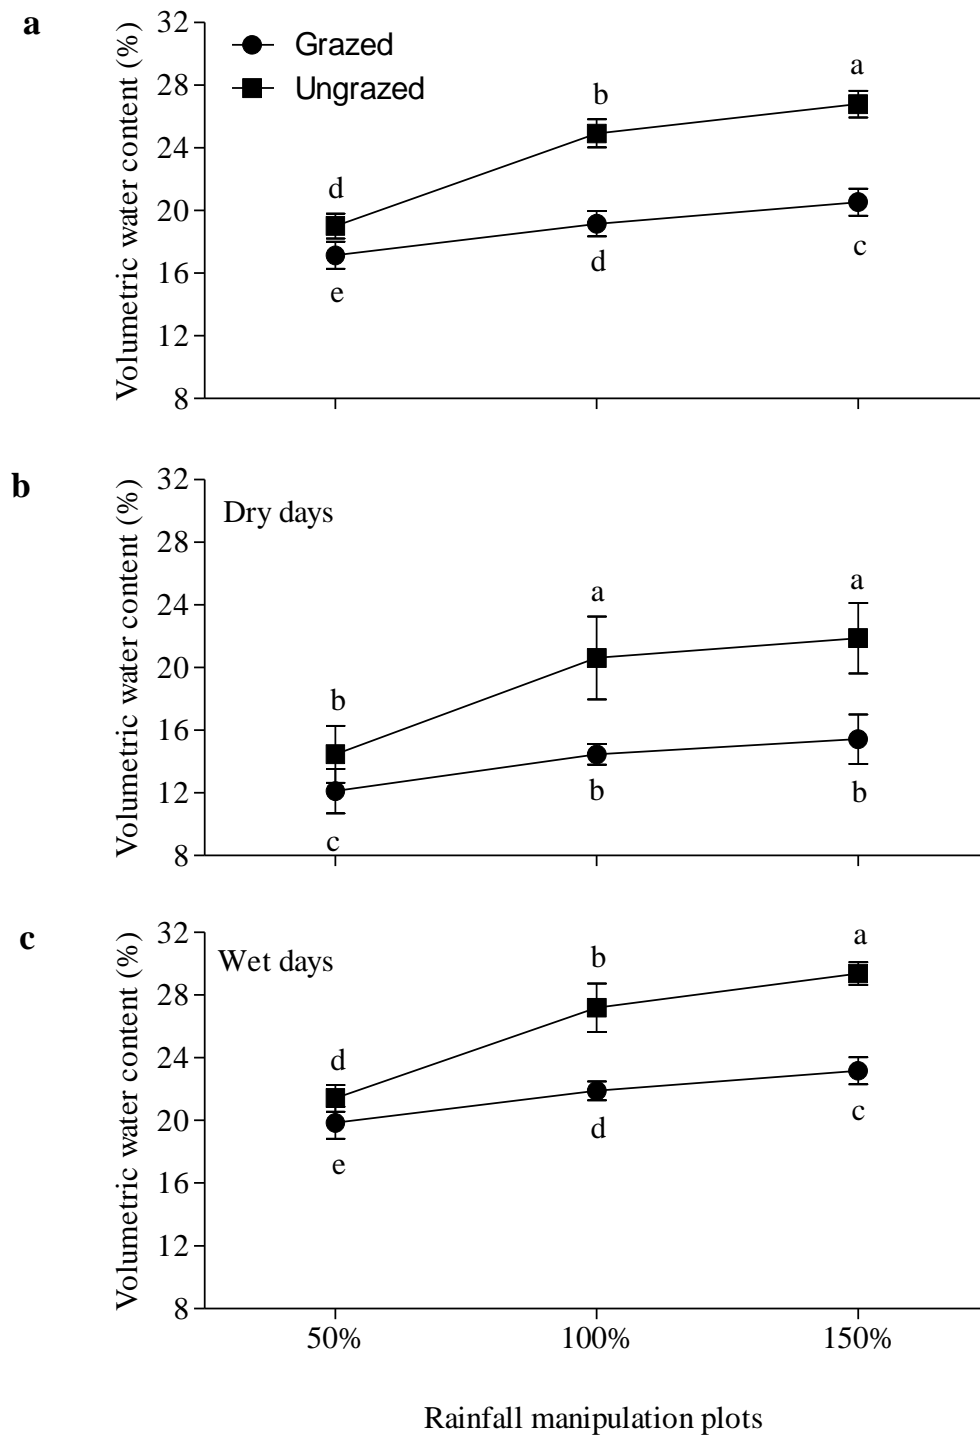 a
Volumetric water content (%)
32
28
24
20
16
12
8
Grazed
Ungrazed
d
b
a
e
d
c
b
Volumetric water content (%)
32
28
24
20
16
12
8
Dry days
b
a
a
c
b
b
c
Volumetric water content (%)
32
28
24
20
16
12
8
Wet days
d
b
a
e
d
c
50% 100% 150%
Rainfall manipulation plots